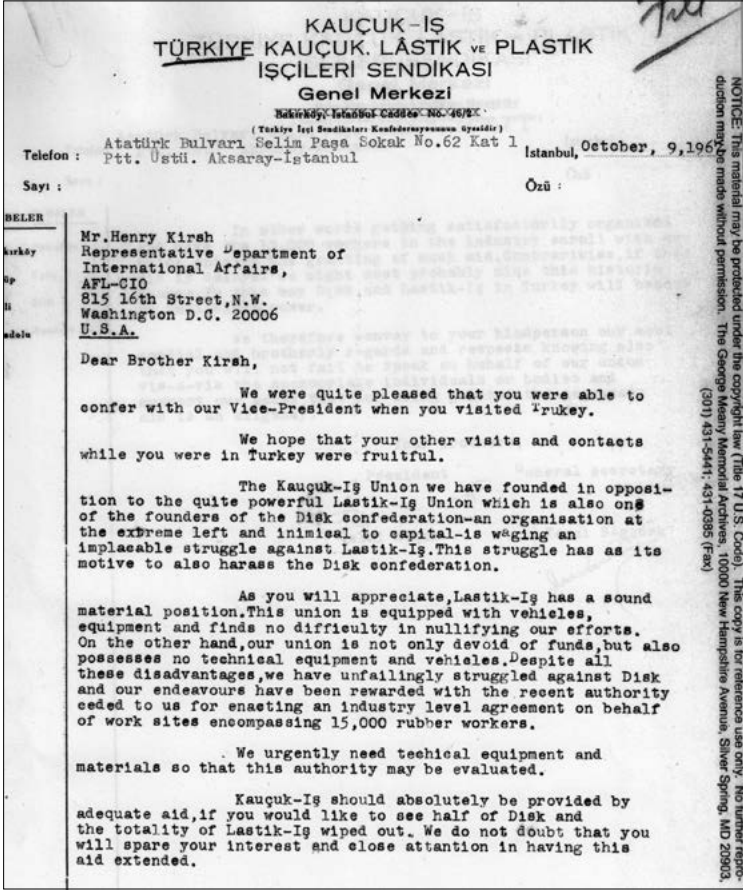 KAUÇUK-İŞ
TÜRKİYE KAUÇUK. LÂSTİK VE PLASTİK
İŞÇİLERİ SENDİKASI
Genel Merkezi
Bakırköy, İstanbul Caddesi No. 46/2
( Türkiye İşçi Sendikaları Konfederasyonunun üyesidir )
Telefon : Atatürk Bulvarı Selim Paşa Sokak No.62 Kat 1
Ptt. Üstü. Aksaray-İstanbul
İstanbul, October, 9,1967
Sayı :
Özü :
BELER
Mr.Henry Kirsh
Representative Department of
International Affairs,
AFL-CIO
815 16th Street,N.W.
Washington D.C. 20006
U.S.A.
Dear Brother Kirsh,
We were quite pleased that you were able to
confer with our Vice-President when you visited Trukey.
We hope that your other visits and contacts
while you were in Turkey were fruitful.
The Kauçuk-Iş Union we have founded in opposi-
tion to the quite powerful Lastik-Iş Union which is also one
of the founders of the Disk confederation-an organisation at
the extreme left and inimical to capital-is waging an
implacable struggle against Lastik-Iş.This struggle has as its
motive to also harass the Disk confederation.
As you will appreciate,Lastik-Iş has a sound
material position.This union is equipped with vehicles,
equipment and finds no difficulty in nullifying our efforts.
On the other hand,our union is not only devoid of funds,but also
possesses no technical equipment and vehicles.Despite all
these disadvantages,we have unfailingly struggled against Disk
and our endeavours have been rewarded with the recent authority
ceded to us for enacting an industry level agreement on behalf
of work sites encompassing 15,000 rubber workers.
We urgently need techical equipment and
materials so that this authority may be evaluated.
Kauçuk-Iş should absolutely be provided by
adequate aid,if you would like to see half of Disk and
the totality of Lastik-Iş wiped out. We do not doubt that you
will spare your interest and close attantion in having this
aid extended.
NOTICE: This material may be protected under the copyright law (Title 17 U.S. Code). This copy is for reference use only. No further repro-
duction may be made without permission. The George Meany Memorial Archives, 10000 New Hampshire Avenue, Silver Spring, MD 20903,
(301) 431-5441; 431-0385 (Fax)